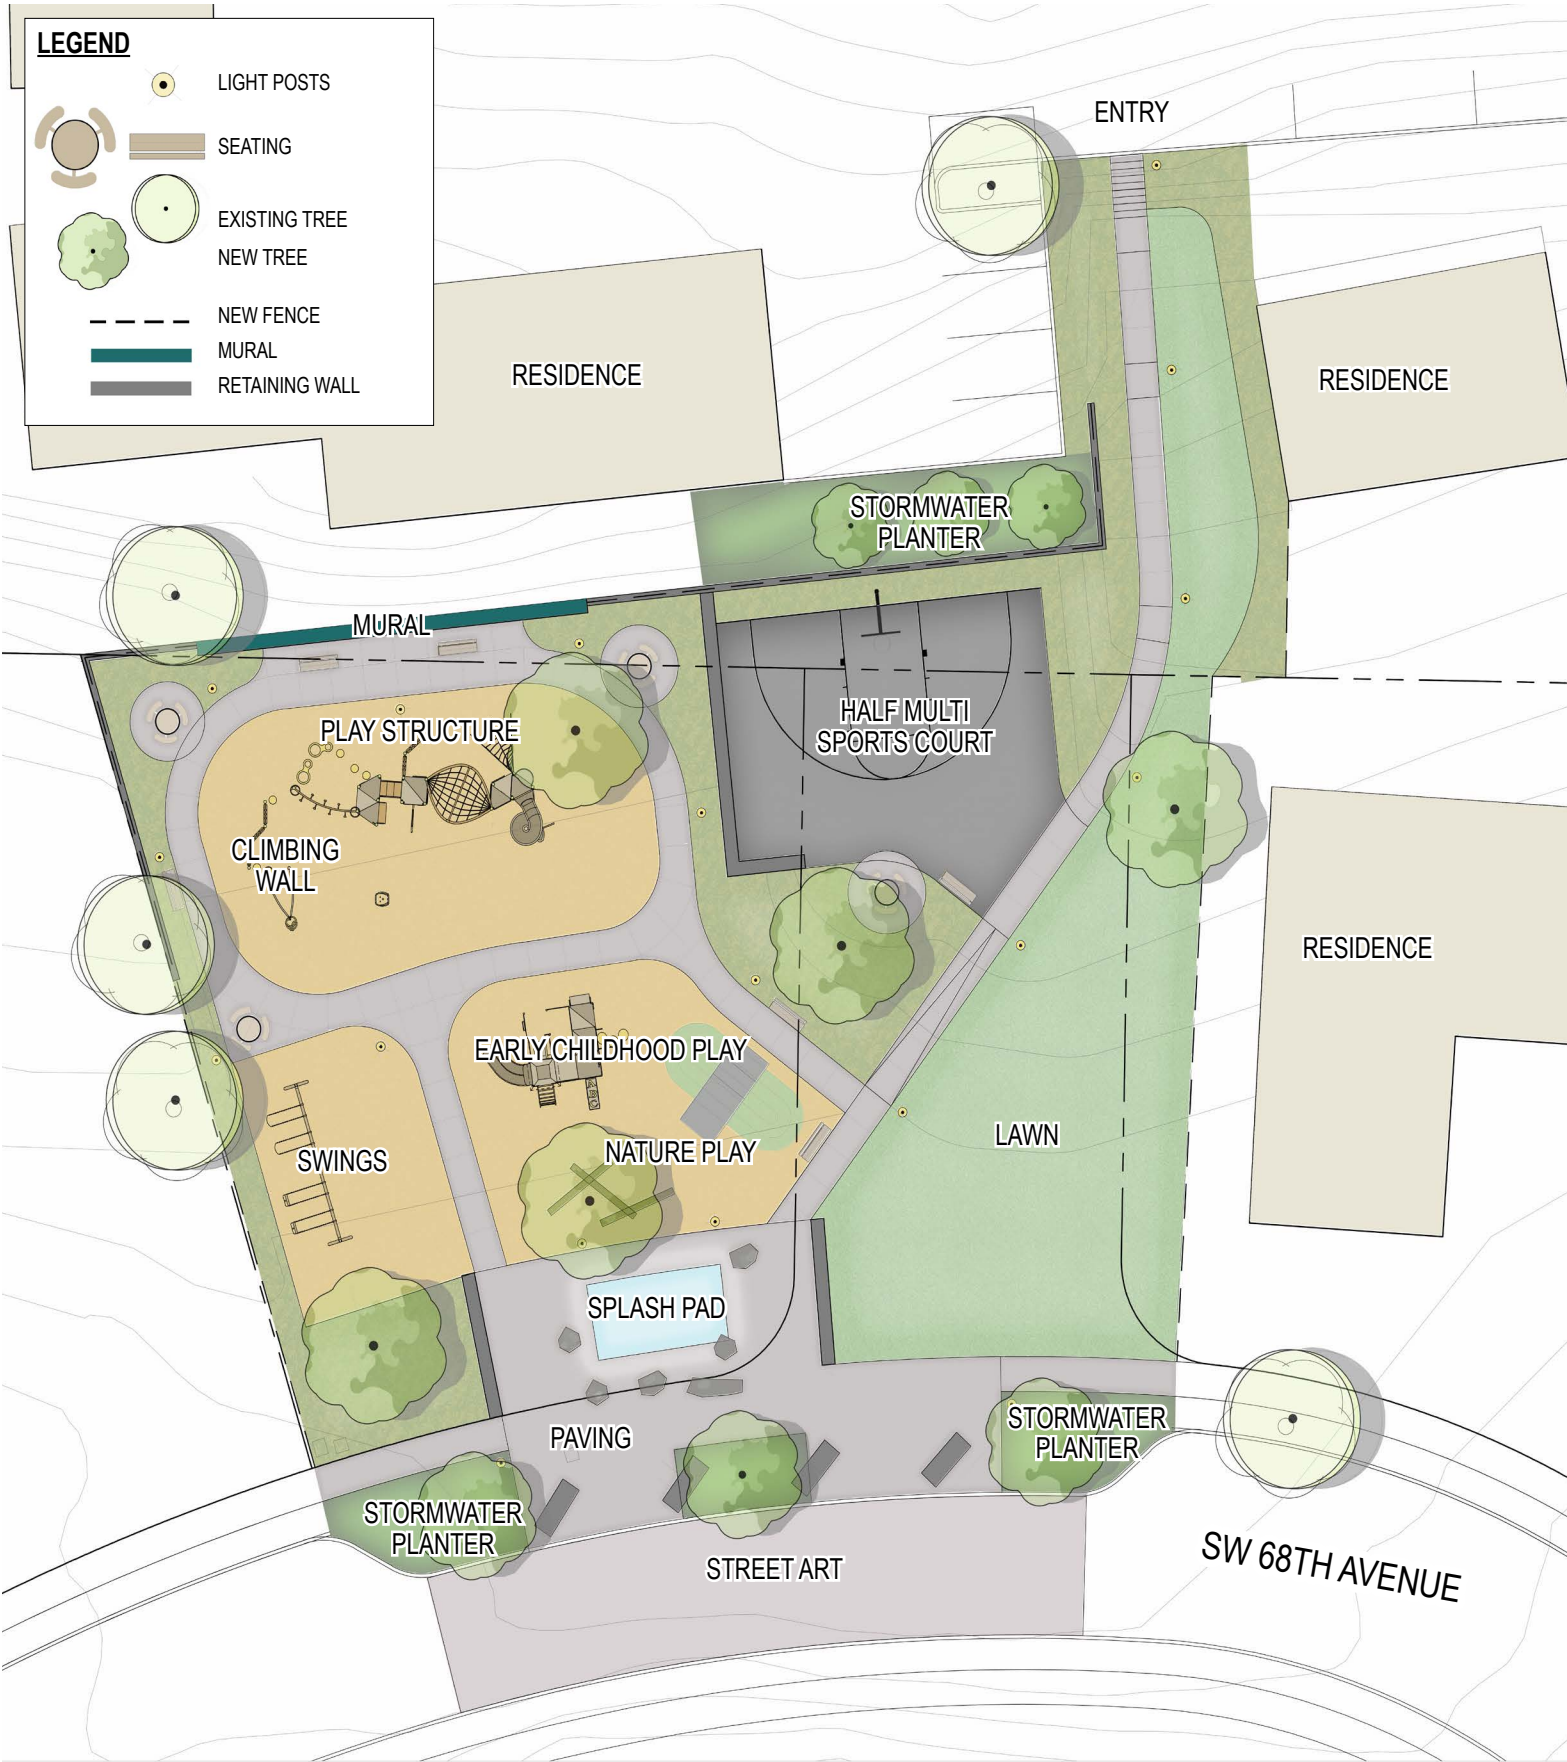 LEGEND
LIGHT POSTS
SEATING
EXISTING TREE
NEW TREE
NEW FENCE
MURAL
RETAINING WALL
ENTRY
RESIDENCE
RESIDENCE
STORMWATER
PLANTER
MURAL
PLAY STRUCTURE
HALF MULTI
SPORTS COURT
CLIMBING
WALL
RESIDENCE
EARLY CHILDHOOD PLAY
LAWN
NATURE PLAY
SWINGS
SPLASH PAD
PAVING
STORMWATER
PLANTER
STORMWATER
PLANTER
STREET ART
SW 68TH AVENUE